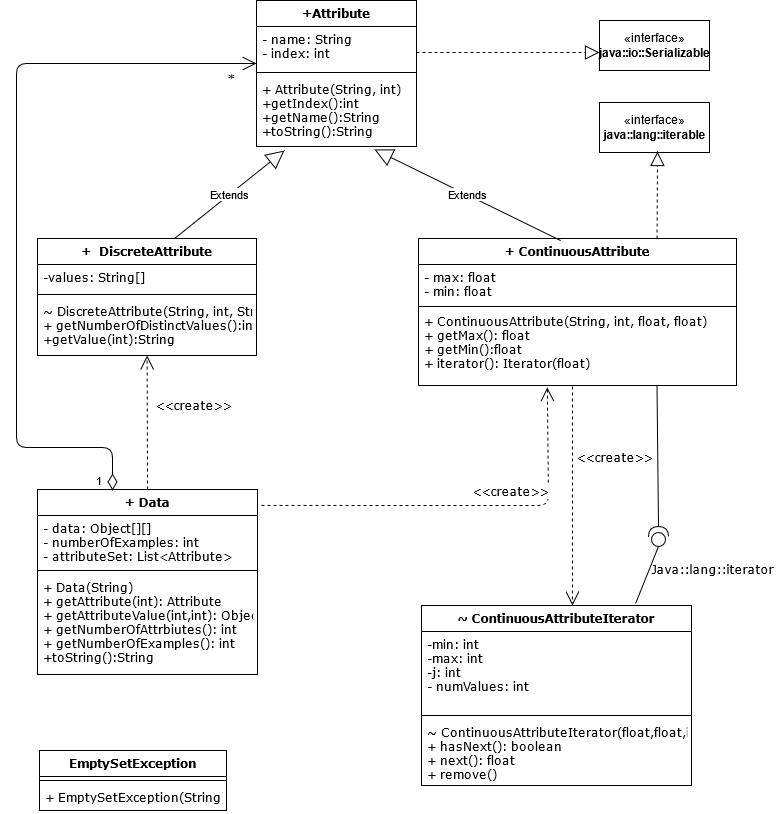 +Attribute
- name: String
- index: int
+ Attribute(String, int)
+getIndex():int
+getName():String
+toString():String
«interface»
java::io::Serializable
«interface»
java::lang::iterable
*
Extends
Extends
+ DiscreteAttribute
-values: String[]
~ DiscreteAttribute(String, int, Str
+ getNumberOfDistinctValues():in
+getValue(int):String
+ ContinuousAttribute
- max: float
- min: float
+ ContinuousAttribute(String, int, float, float)
+ getMax(): float
+ getMin():float
+ iterator(): Iterator(float)
<<create>>
<<create>>
<<create>>
1
+ Data
- data: Object[][]
- numberOfExamples: int
- attributeSet: List<Attribute>
+ Data(String)
+ getAttribute(int): Attribute
+ getAttributeValue(int,int): Objec
+ getNumberOfAttrbiutes(): int
+ getNumberOfExamples(): int
+toString():String
Java::lang::iterator
~ ContinuousAttributeIterator
-min: int
-max: int
-j: int
- numValues: int
~ ContinuousAttributeIterator(float,float,i
+ hasNext(): boolean
+ next(): float
+ remove()
EmptySetException
+ EmptySetException(String